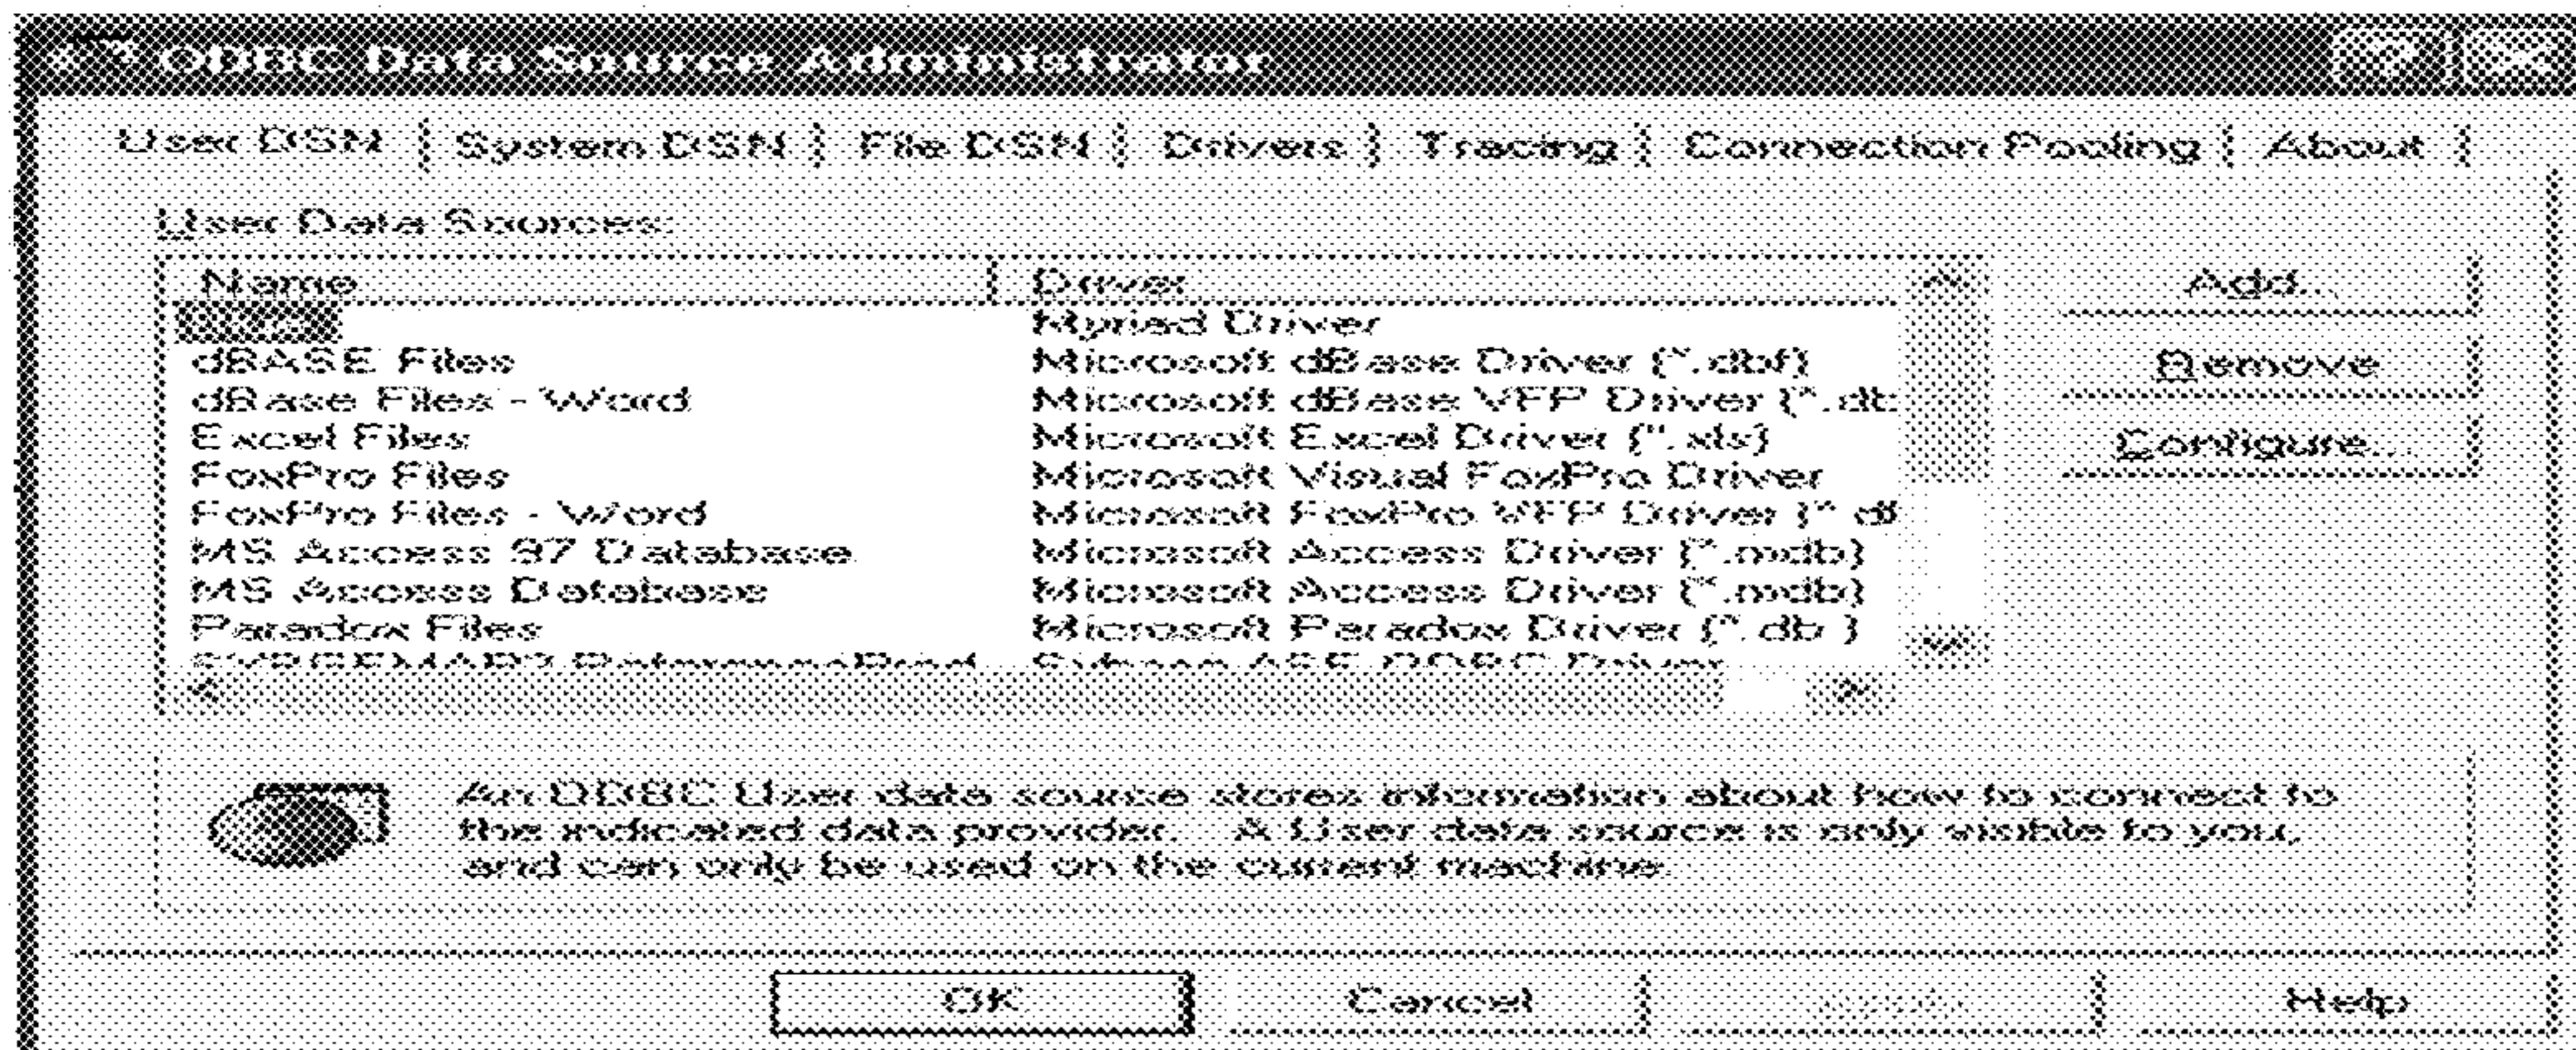 ODBC Data Source Administrator
User DSN System DSN File DSN Drivers Tracing Connection Pooling About
User Data Sources:
Name Driver
Myriad Driver
dBASE Files Microsoft dBase Driver (*.dbf)
dBase Files - Word Microsoft dBase VFP Driver (*.db
Excel Files Microsoft Excel Driver (*.xls)
FoxPro Files Microsoft Visual FoxPro Driver
FoxPro Files - Word Microsoft FoxPro VFP Driver (*.df
MS Access 97 Database Microsoft Access Driver (*.mdb)
MS Access Database Microsoft Access Driver (*.mdb)
Paradox Files Microsoft Paradox Driver (*.db )
Sybase ASE ODBC Driver
Add...
Remove
Configure...
An ODBC User data source stores information about how to connect to
the indicated data provider. A User data source is only visible to you,
and can only be used on the current machine.
OK Cancel Help